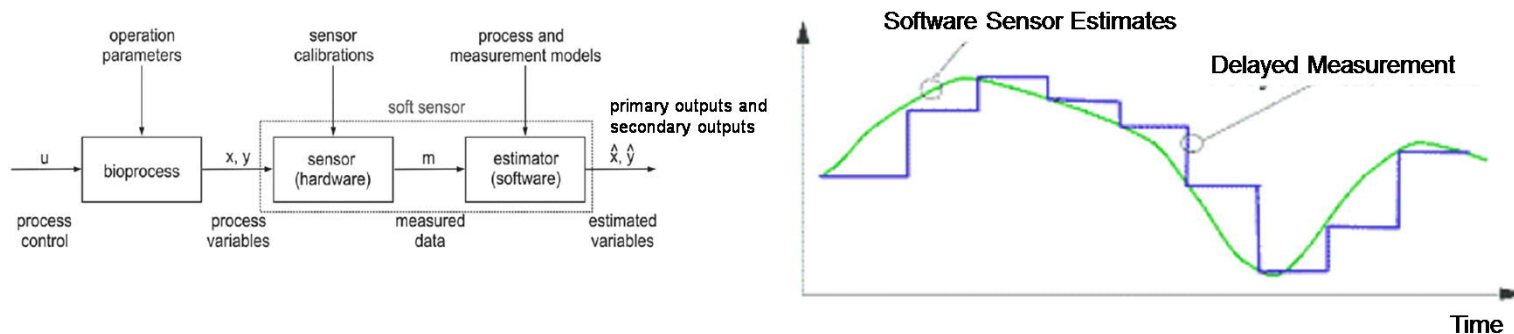 operation
parameters
sensor
calibrations
process and
measurement models
soft sensor
primary outputs and
secondary outputs
u
bioprocess
x, y
sensor
(hardware)
m
estimator
(software)
x̂, ŷ
process
control
process
variables
measured
data
estimated
variables
Software Sensor Estimates
Delayed Measurement
Time